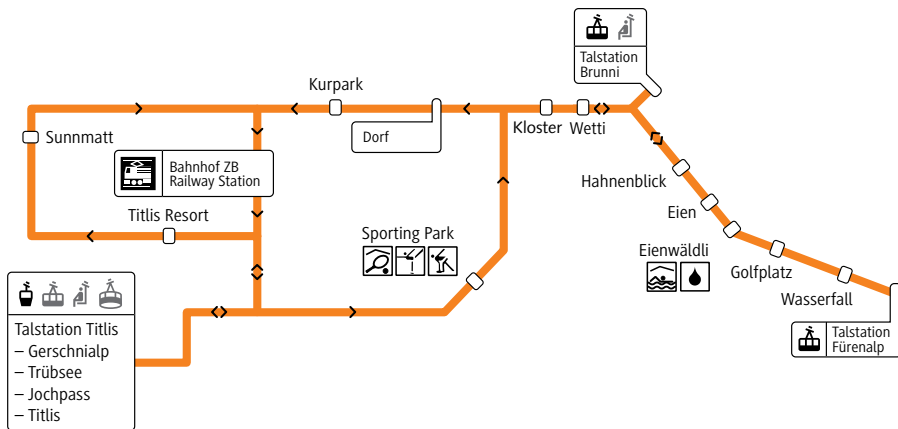 Talstation
Brunni
Kurpark
Sunnmatt
Dorf
Kloster
Wetti
Bahnhof ZB
Railway Station
Hahnenblick
Titlis Resort
Eien
Sporting Park
Eienwäldli
Golfplatz
Wasserfall
Talstation Titlis
– Gerschnialp
– Trübsee
– Jochpass
– Titlis
Talstation
Fürenalp